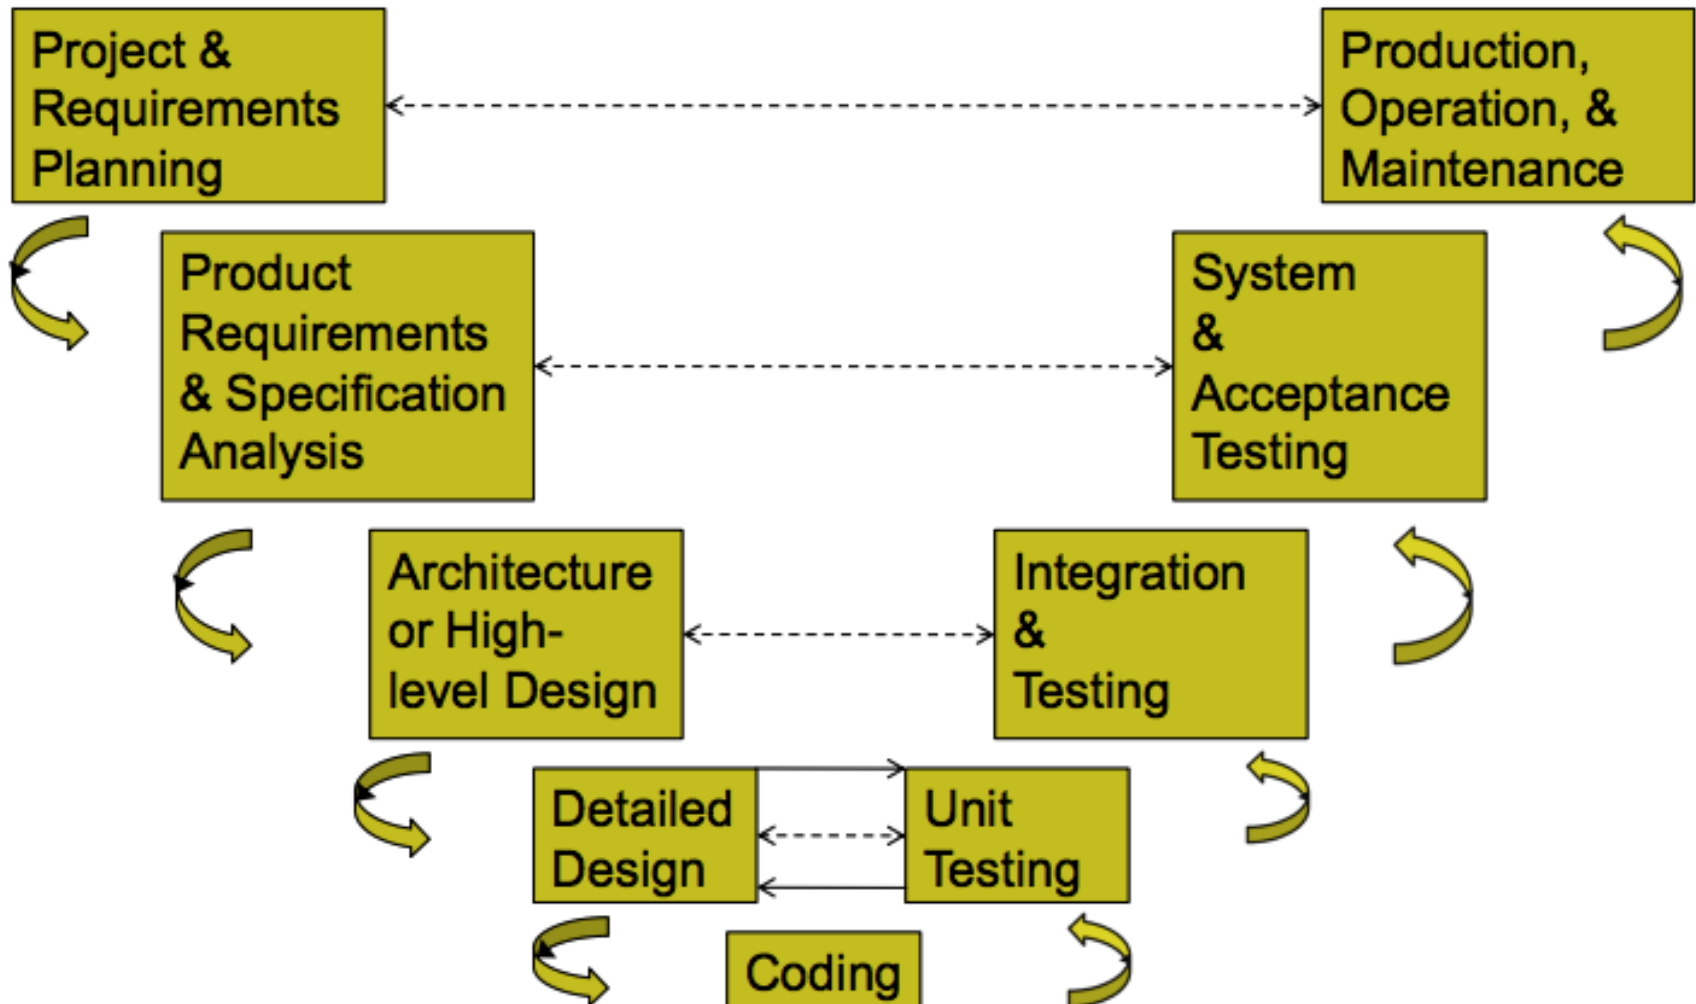 Project &
Requirements
Planning
Production,
Operation, &
Maintenance
Product
Requirements
& Specification
Analysis
System
&
Acceptance
Testing
Architecture
or High-
level Design
Integration
&
Testing
Detailed
Design
Unit
Testing
Coding